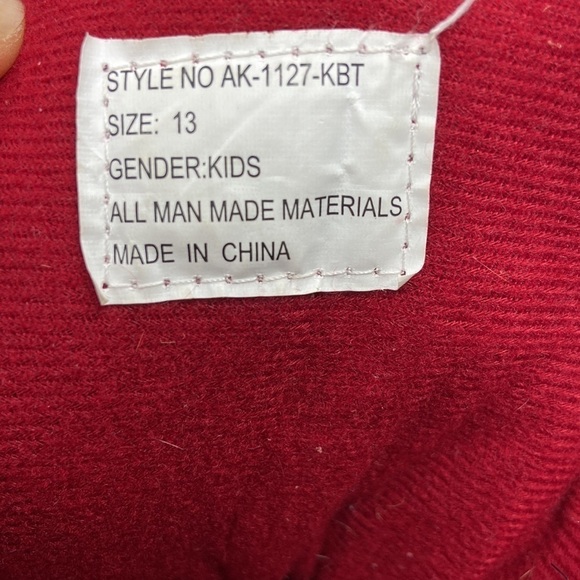 STYLE NO AK-1127-KBT
SIZE: 13
GENDER:KIDS
ALL MAN MADE MATERIALS
MADE IN CHINA